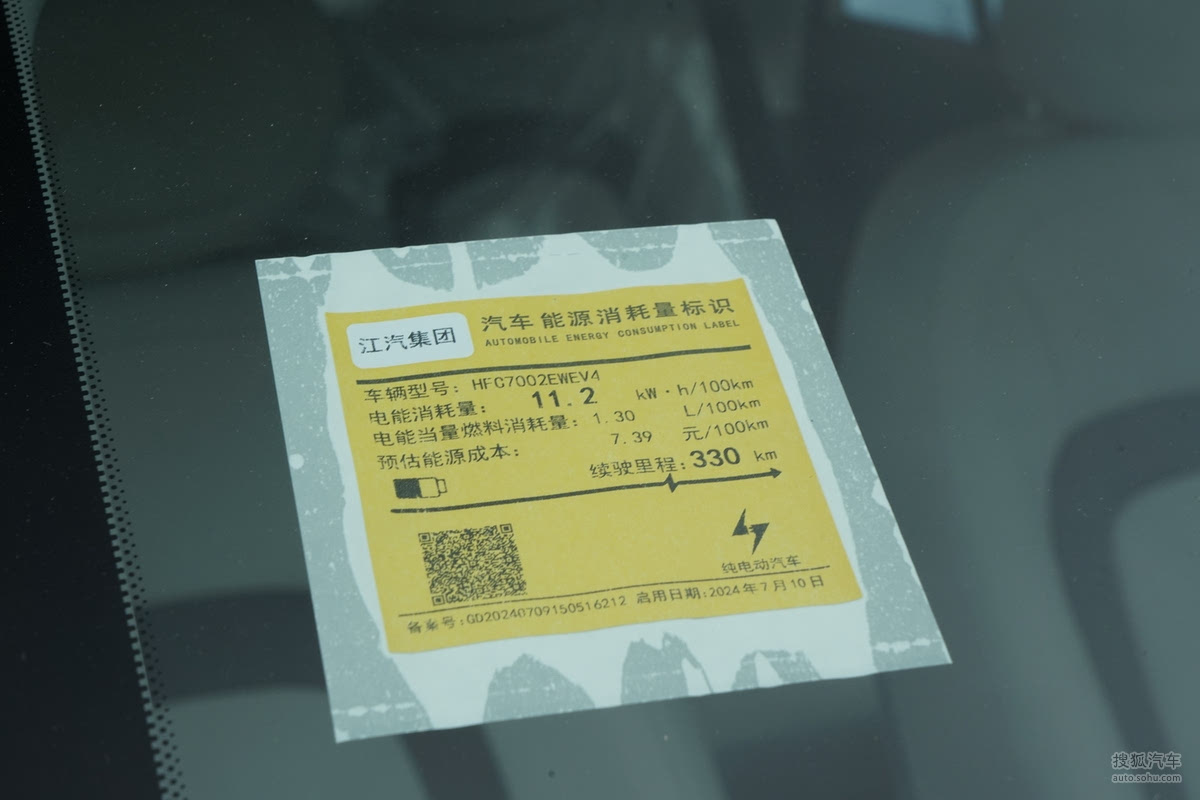 江汽集团
汽车能源消耗量标识
AUTOMOBILE ENERGY CONSUMPTION LABEL
车辆型号: HFC7002EWEV4
电能消耗量: 11.2 kW·h/100km
电能当量燃料消耗量: 1.30 L/100km
预估能源成本: 7.39 元/100km
续驶里程:330 km
纯电动汽车
备案号:GD20240709150516212 启用日期:2024年7月10日
搜狐汽车
auto.sohu.com